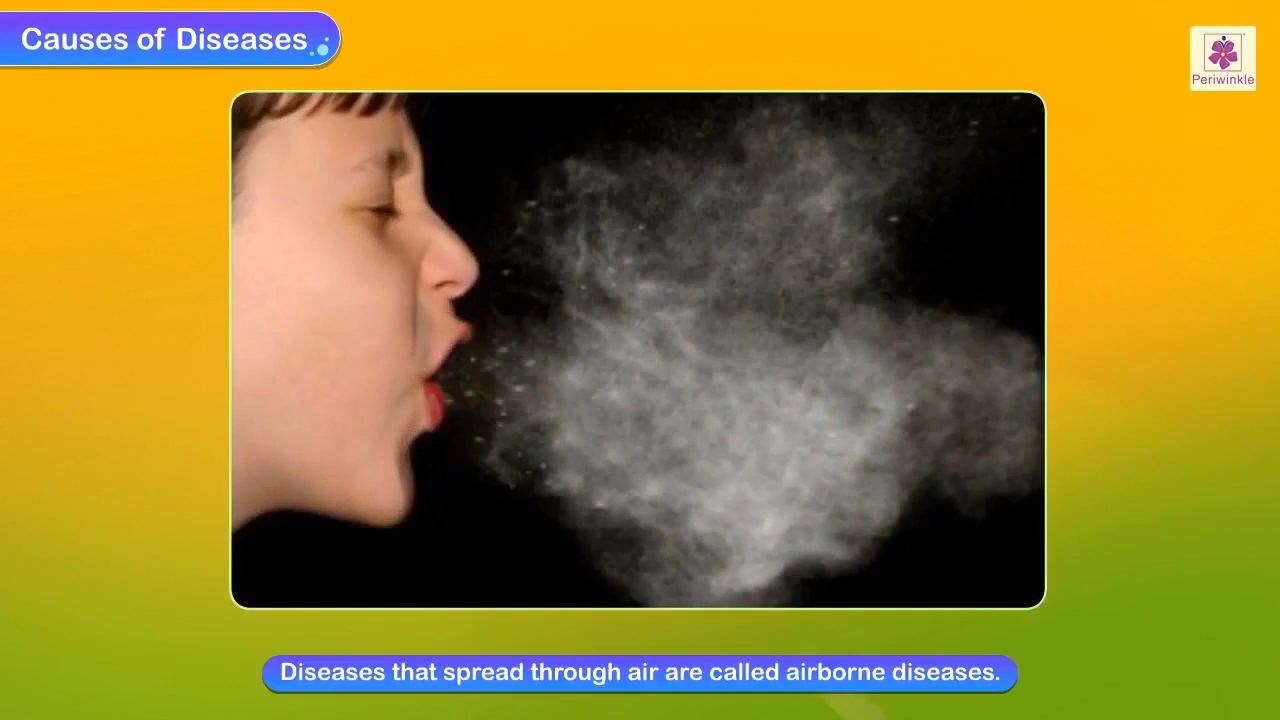 Causes of Diseases
Periwinkle
Diseases that spread through air are called airborne diseases.